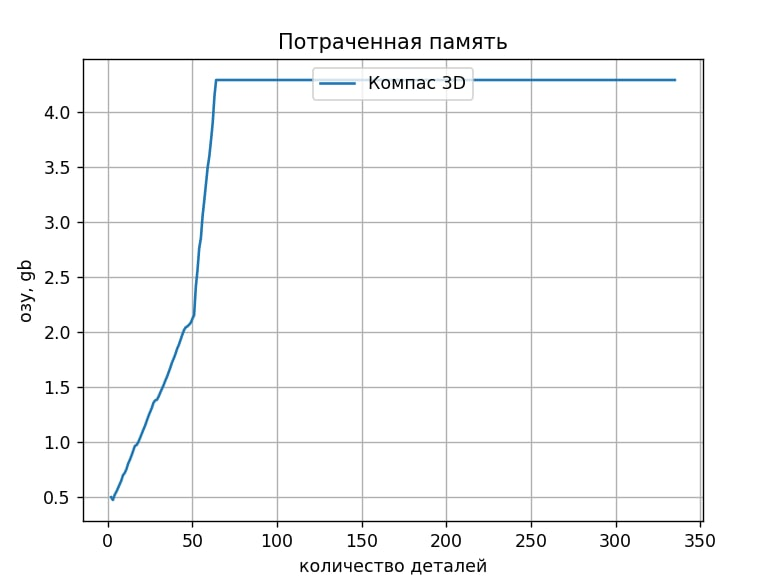 Потраченная память
Компас 3D
4.0
3.5
3.0
2.5
2.0
1.5
1.0
0.5
озу, gb
0 50 100 150 200 250 300 350
количество деталей